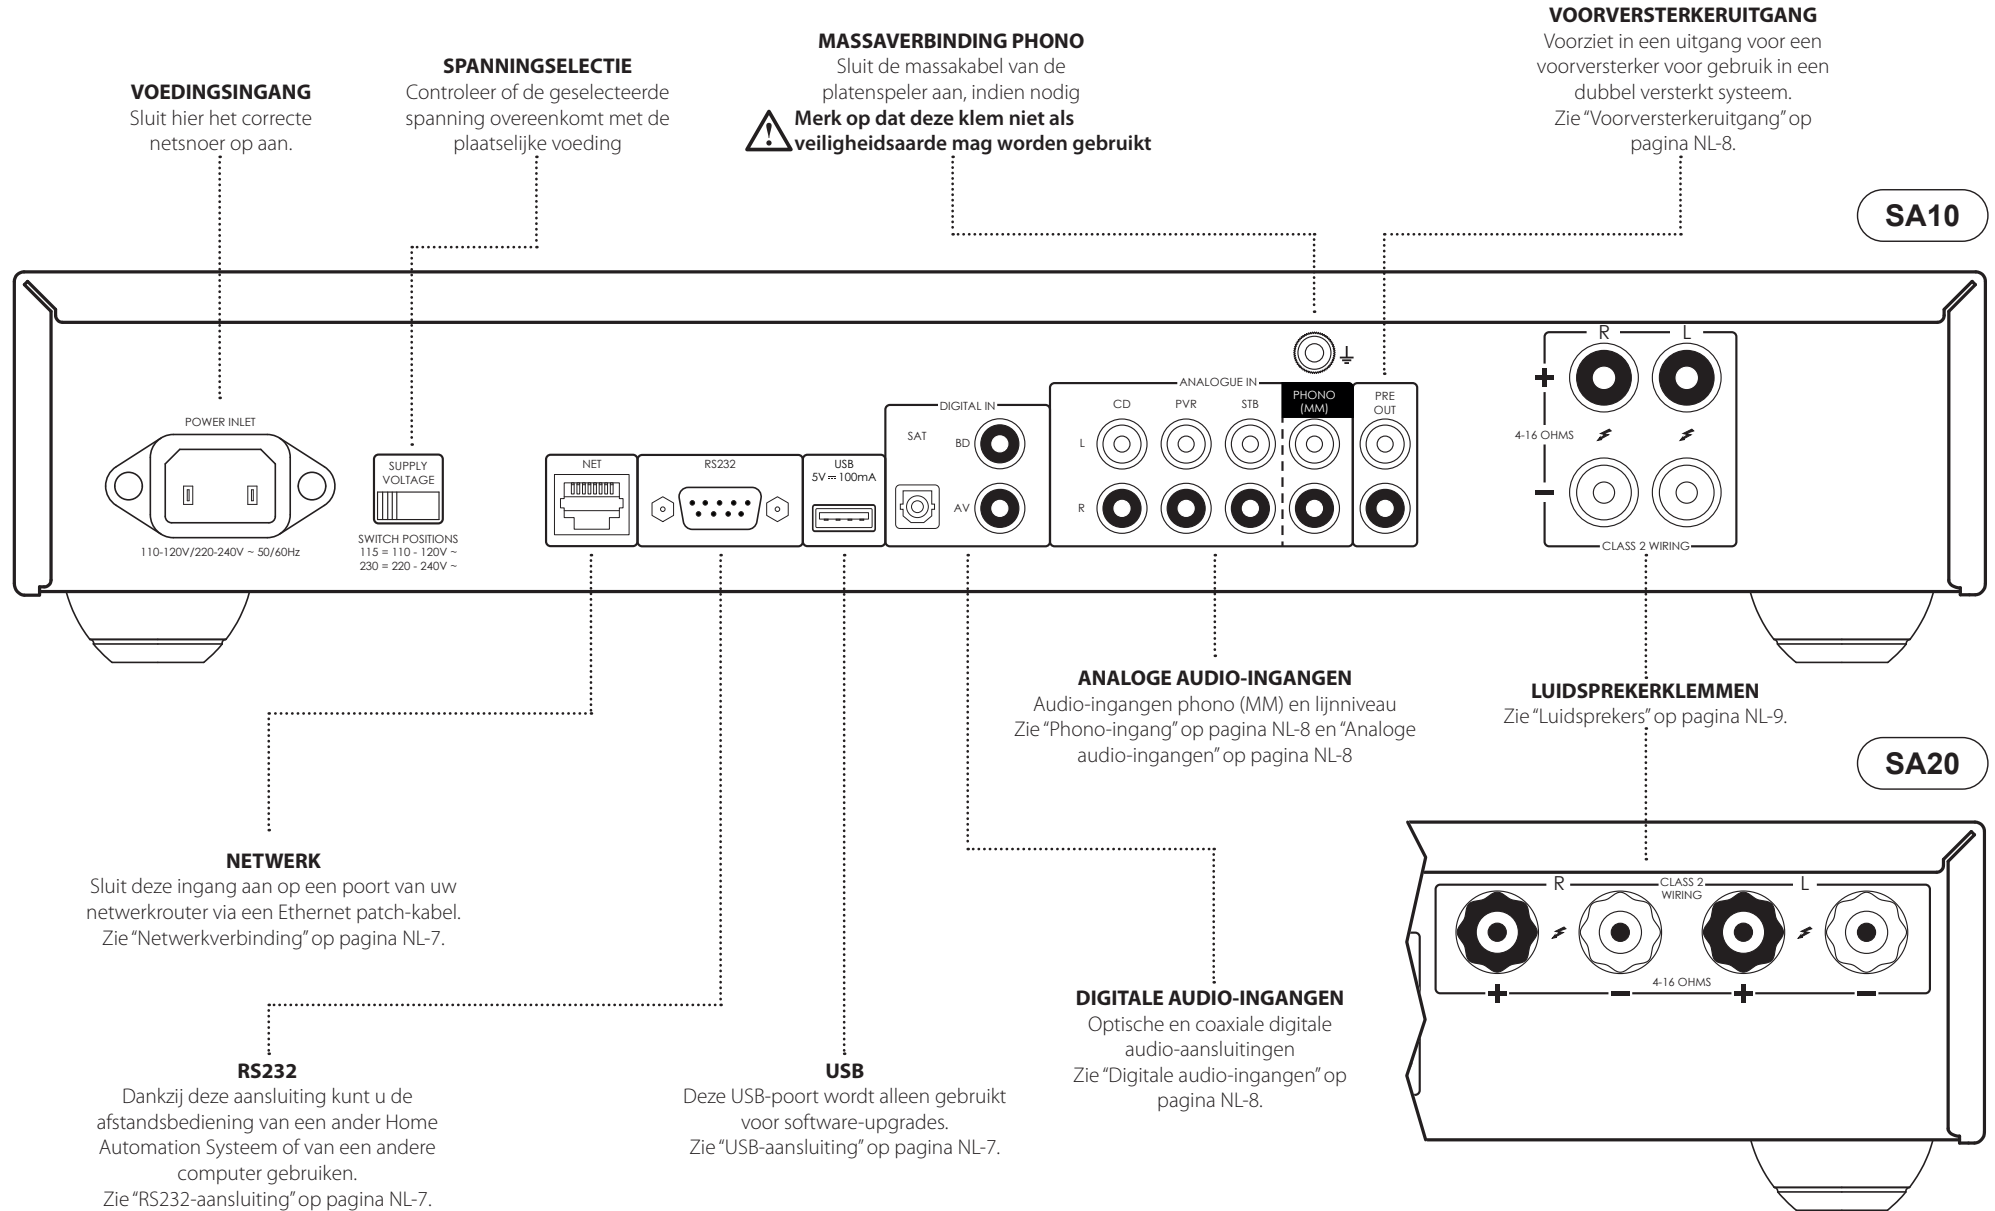 VOEDINGSINGANG
Sluit hier het correcte
netsnoer op aan.
SPANNINGSELECTIE
Controleer of de geselecteerde
spanning overeenkomt met de
plaatselijke voeding
MASSAVERBINDING PHONO
Sluit de massakabel van de
platenspeler aan, indien nodig
Merk op dat deze klem niet als
veiligheidsaarde mag worden gebruikt
VOORVERSTERKERUITGANG
Voorziet in een uitgang voor een
voorversterker voor gebruik in een
dubbel versterkt systeem.
Zie “Voorversterkeruitgang” op
pagina NL-8.
SA10
POWER INLET
110-120V/220-240V ~ 50/60Hz
SUPPLY
VOLTAGE
SWITCH POSITIONS
115 = 110 - 120V ~
230 = 220 - 240V ~
NET
RS232
USB
5V ⎓ 100mA
DIGITAL IN
SAT
BD
AV
ANALOGUE IN
CD
PVR
STB
PHONO
(MM)
L
R
PRE
OUT
R
L
+
4-16 OHMS
−
CLASS 2 WIRING
ANALOGE AUDIO-INGANGEN
Audio-ingangen phono (MM) en lijnniveau
Zie “Phono-ingang” op pagina NL-8 en “Analoge
audio-ingangen” op pagina NL-8
LUIDSPREKERKLEMMEN
Zie “Luidsprekers” op pagina NL-9.
SA20
R
CLASS 2
WIRING
L
4-16 OHMS
+
−
+
−
NETWERK
Sluit deze ingang aan op een poort van uw
netwerkrouter via een Ethernet patch-kabel.
Zie “Netwerkverbinding” op pagina NL-7.
DIGITALE AUDIO-INGANGEN
Optische en coaxiale digitale
audio-aansluitingen
Zie “Digitale audio-ingangen” op
pagina NL-8.
RS232
Dankzij deze aansluiting kunt u de
afstandsbediening van een ander Home
Automation Systeem of van een andere
computer gebruiken.
Zie “RS232-aansluiting” op pagina NL-7.
USB
Deze USB-poort wordt alleen gebruikt
voor software-upgrades.
Zie “USB-aansluiting” op pagina NL-7.